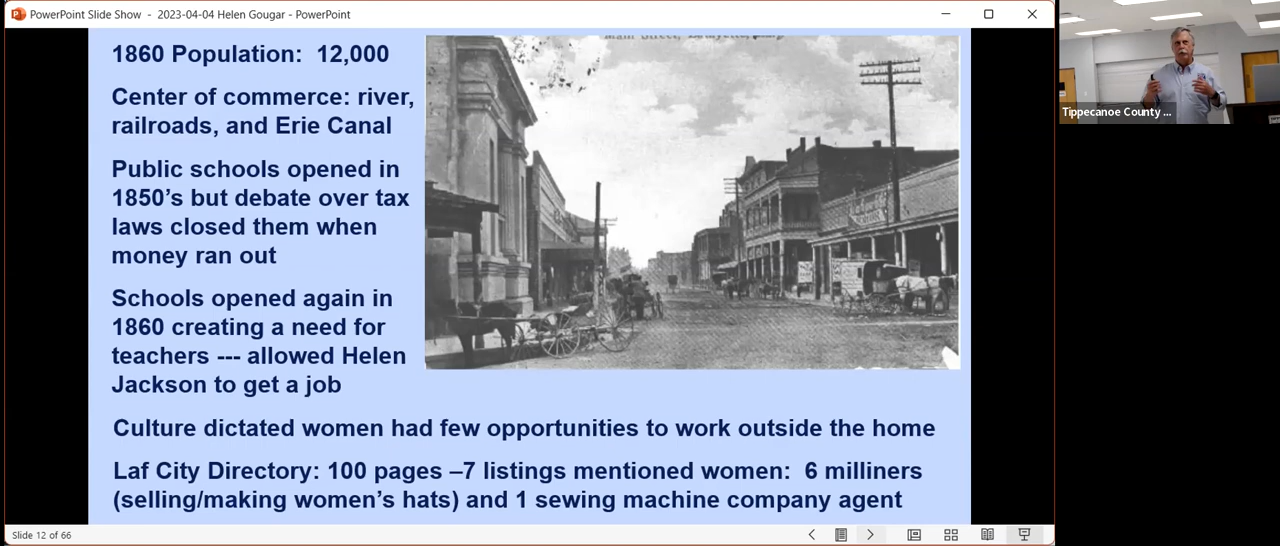 PowerPoint Slide Show - 2023-04-04 Helen Gougar - PowerPoint
1860 Population: 12,000
Center of commerce: river,
railroads, and Erie Canal
Public schools opened in
1850's but debate over tax
laws closed them when
money ran out
Schools opened again in
1860 creating a need for
teachers --- allowed Helen
Jackson to get a job
Culture dictated women had few opportunities to work outside the home
Laf City Directory: 100 pages –7 listings mentioned women: 6 milliners
(selling/making women's hats) and 1 sewing machine company agent
Main Street,
Tippecanoe County ...
Slide 12 of 66